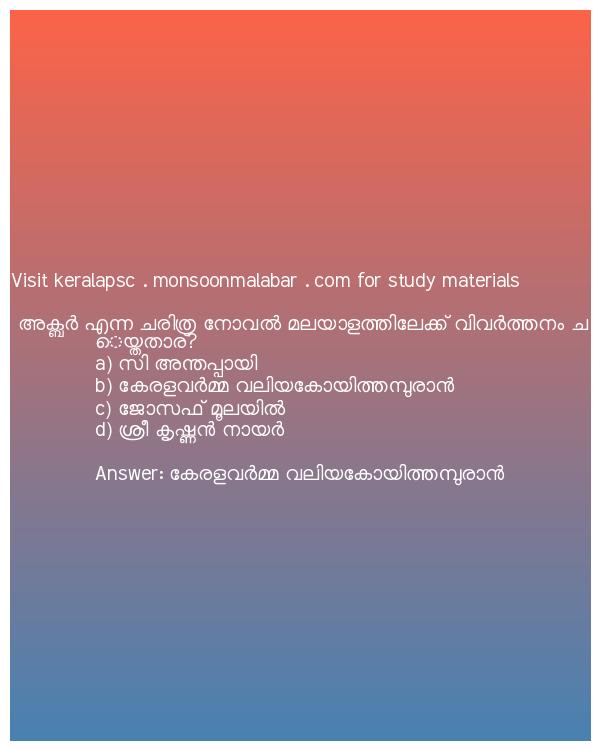 Visit keralapsc . monsoonmalabar . com for study materials
അക്ബർ എന്ന ചരിത്ര നോവൽ മലയാളത്തിലേക്ക് വിവർത്തനം ച
െയ്തതാര?
a) സി അന്തപ്പായി
b) കേരളവർമ്മ വലിയകോയിത്തമ്പുരാൻ
c) ജോസഫ് മൂലയിൽ
d) ശ്രീ കൃഷ്ണൻ നായർ
Answer: കേരളവർമ്മ വലിയകോയിത്തമ്പുരാൻ